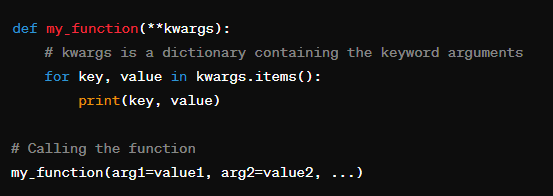 def my_function(**kwargs):
    # kwargs is a dictionary containing the keyword arguments
    for key, value in kwargs.items():
        print(key, value)

# Calling the function
my_function(arg1=value1, arg2=value2, ...)